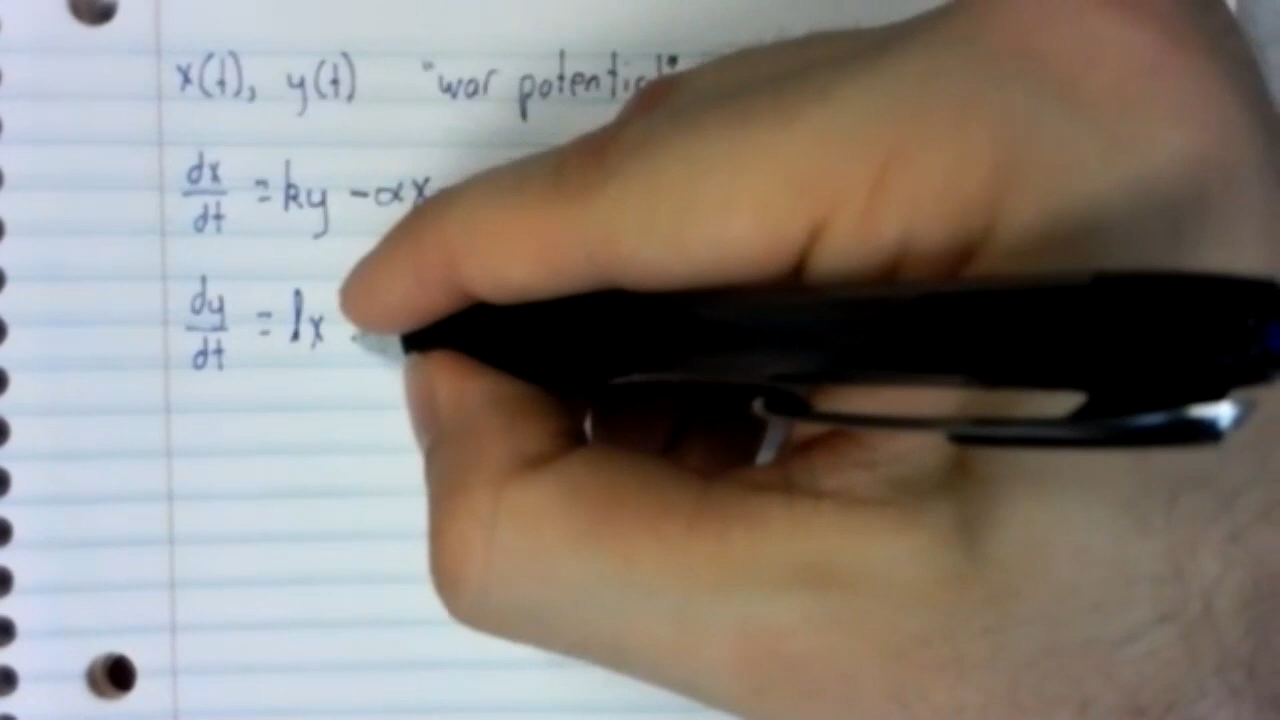 x(t), y(t) "war potential"
dx/dt = ky - αx
dy/dt = lx